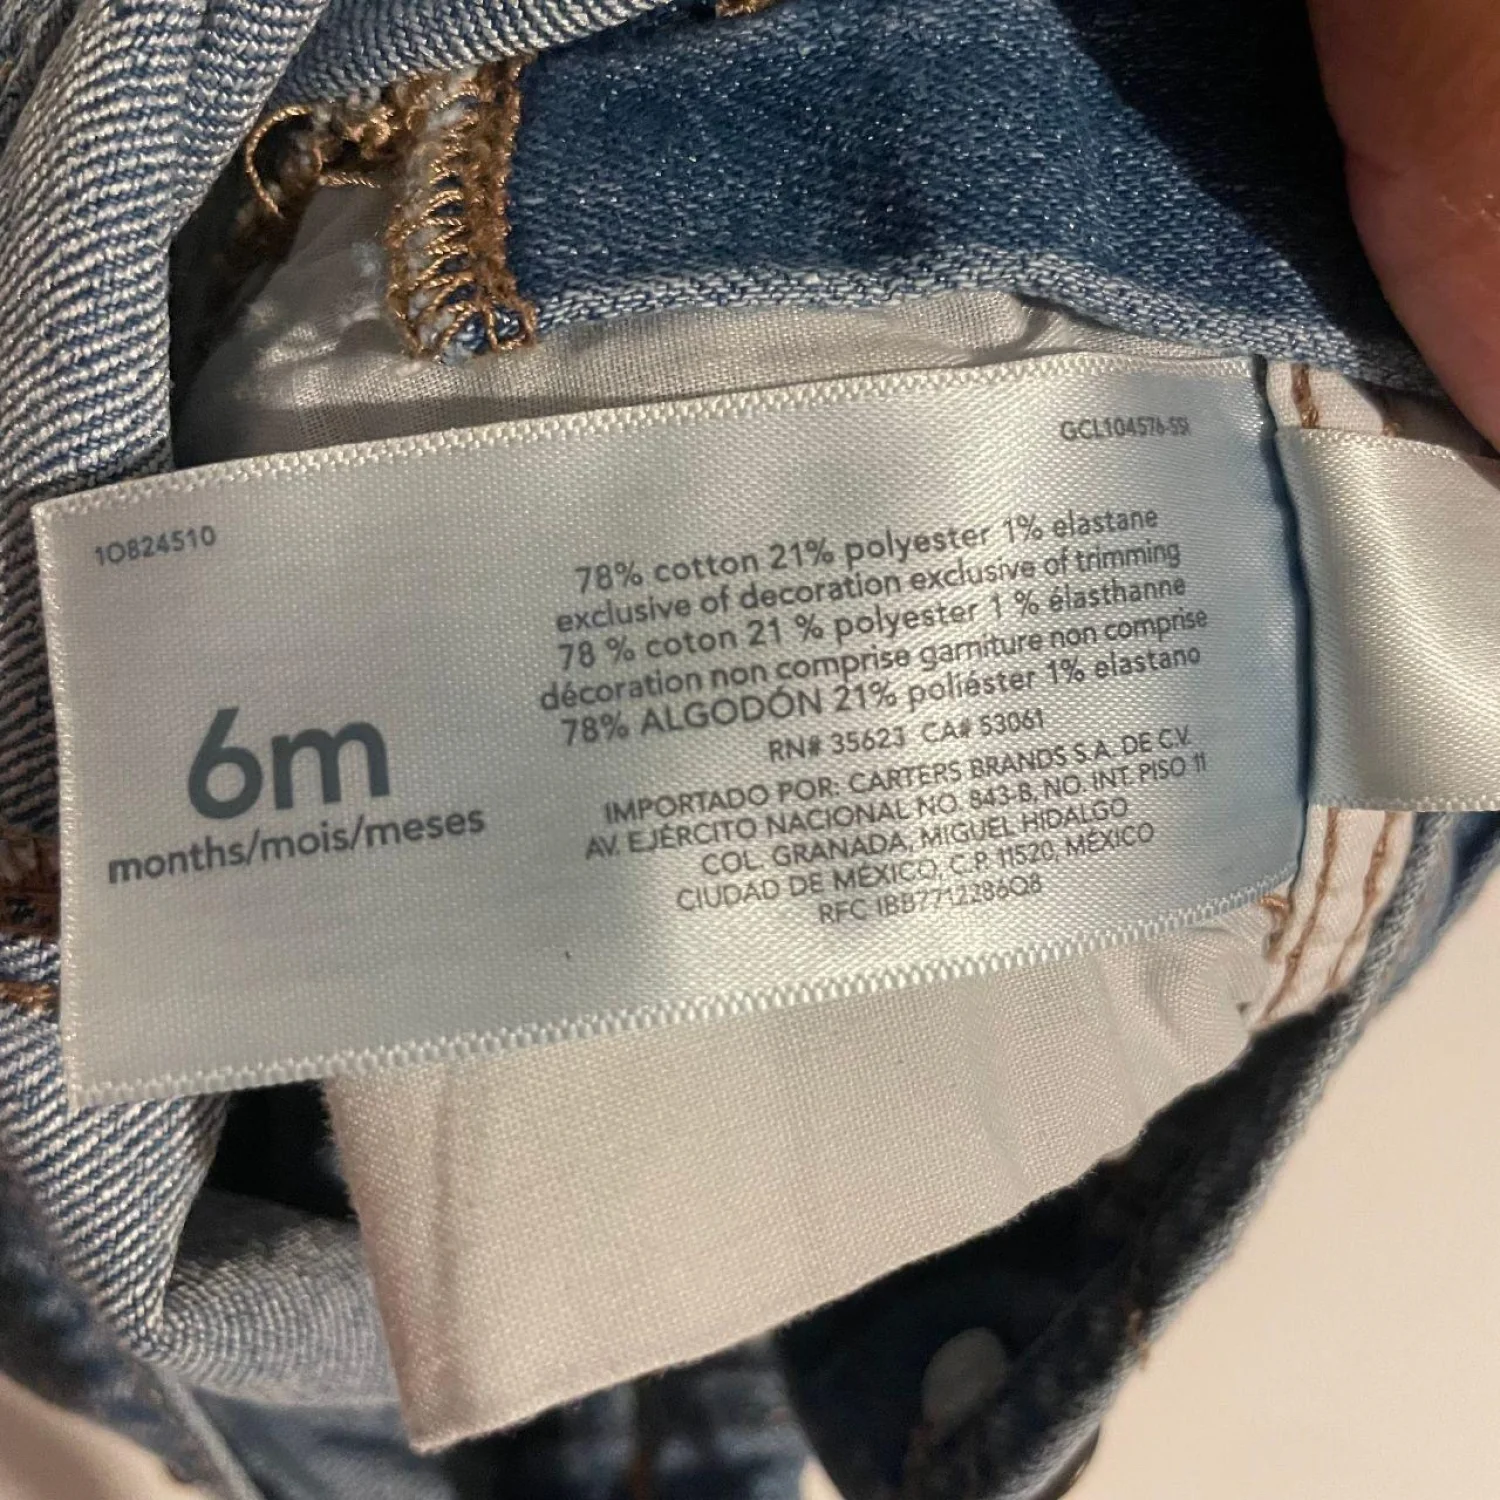 GCL104576-SSI
1O824510
78% cotton 21% polyester 1% elastane
exclusive of decoration exclusive of trimming
78 % coton 21 % polyester 1 % élasthanne
décoration non comprise garniture non comprise
78% ALGODÓN 21% poliéster 1% elastano
RN# 35623 CA# 53061
IMPORTADO POR: CARTERS BRANDS S.A. DE C.V.
AV. EJÉRCITO NACIONAL NO. 843-B, NO. INT. PISO 11
COL. GRANADA, MIGUEL HIDALGO
CIUDAD DE MÉXICO, C.P. 11520, MÉXICO
RFC IBB7712286Q8
6m
months/mois/meses